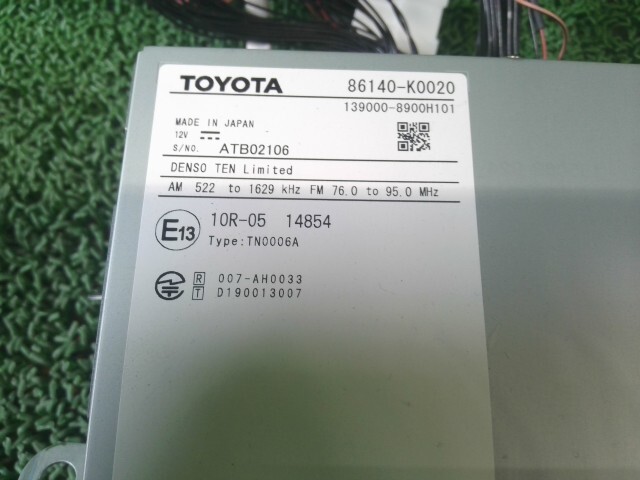 TOYOTA 86140-K0020
139000-8900H101
MADE IN JAPAN
12V
S/NO. ATB02106
DENSO TEN Limited
AM 522 to 1629 kHz FM 76.0 to 95.0 MHz
E13 10R-05 14854
Type:TN0006A
R 007-AH0033
T D190013007